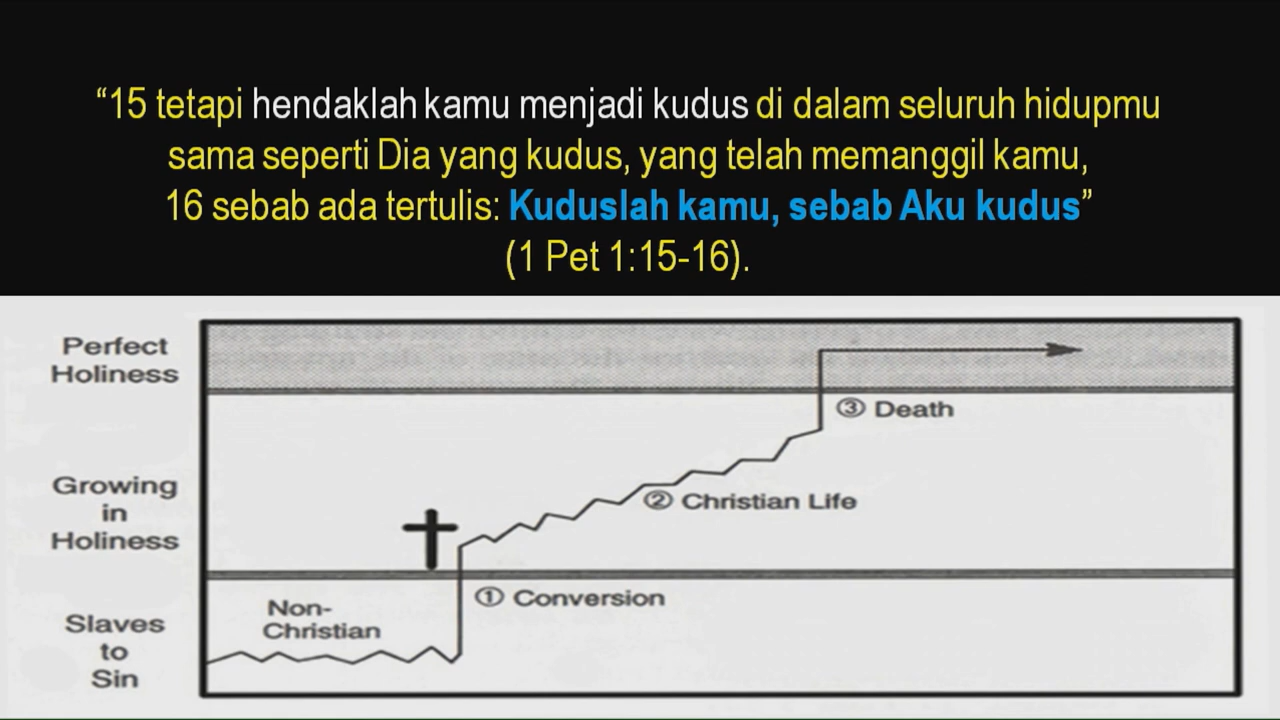 “15 tetapi hendaklah kamu menjadi kudus di dalam seluruh hidupmu
sama seperti Dia yang kudus, yang telah memanggil kamu,
16 sebab ada tertulis: Kuduslah kamu, sebab Aku kudus”
(1 Pet 1:15-16).
Perfect
Holiness
③ Death
Growing
in
Holiness
② Christian Life
① Conversion
Non-
Christian
Slaves
to
Sin